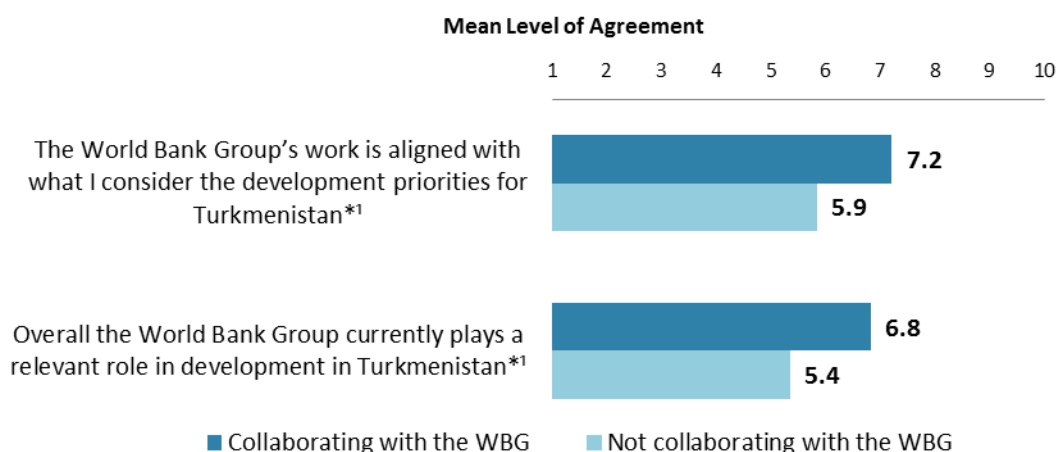 Mean Level of Agreement
1 2 3 4 5 6 7 8 9 10
The World Bank Group’s work is aligned with
what I consider the development priorities for
Turkmenistan*¹
7.2
5.9
Overall the World Bank Group currently plays a
relevant role in development in Turkmenistan*¹
6.8
5.4
Collaborating with the WBG Not collaborating with the WBG